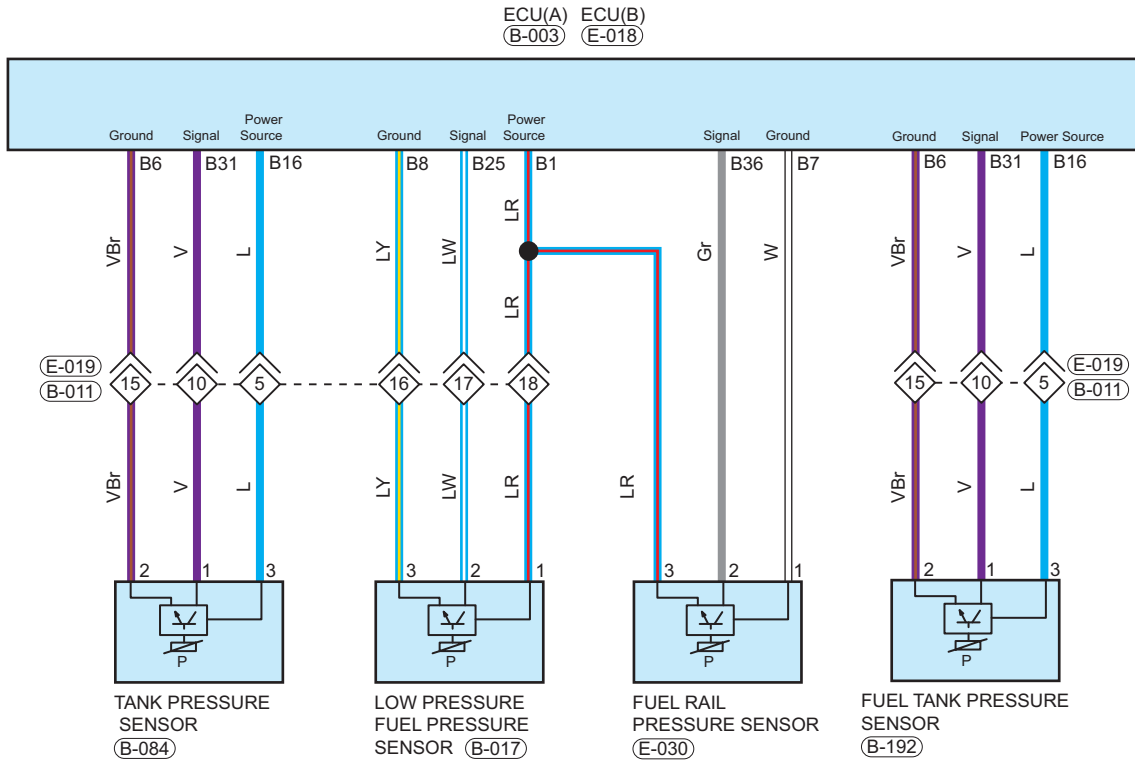 ECU(A) ECU(B)
B-003 E-018
Ground Signal Power Source Ground Signal Power Source Signal Ground Ground Signal Power Source
B6 B31 B16 B8 B25 B1 B36 B7 B6 B31 B16
LR
VBr V L LY LW Gr W VBr V L
LR
E-019 E-019
15 10 5 16 17 18 15 10 5
B-011 B-011
VBr V L LY LW LR LR VBr V L
2 1 3 3 2 1 3 2 1 2 1 3
P P P P
TANK PRESSURE
SENSOR
B-084
LOW PRESSURE
FUEL PRESSURE
SENSOR B-017
FUEL RAIL
PRESSURE SENSOR
E-030
FUEL TANK PRESSURE
SENSOR
B-192